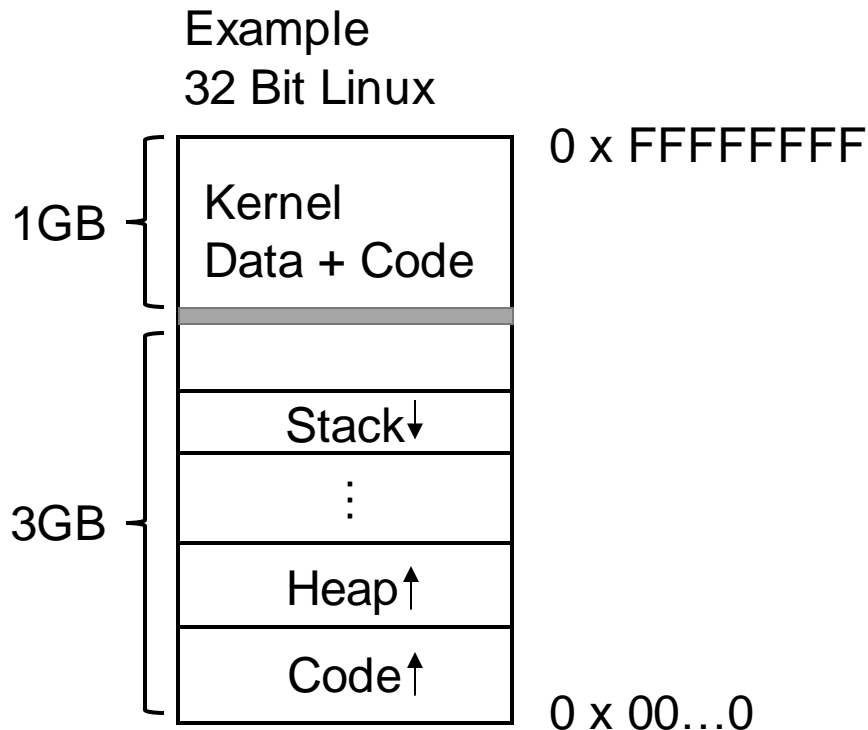 Example
32 Bit Linux
0 x FFFFFFFF
1GB
Kernel
Data + Code
Stack↓
⋮
3GB
Heap↑
Code↑
0 x 00…0